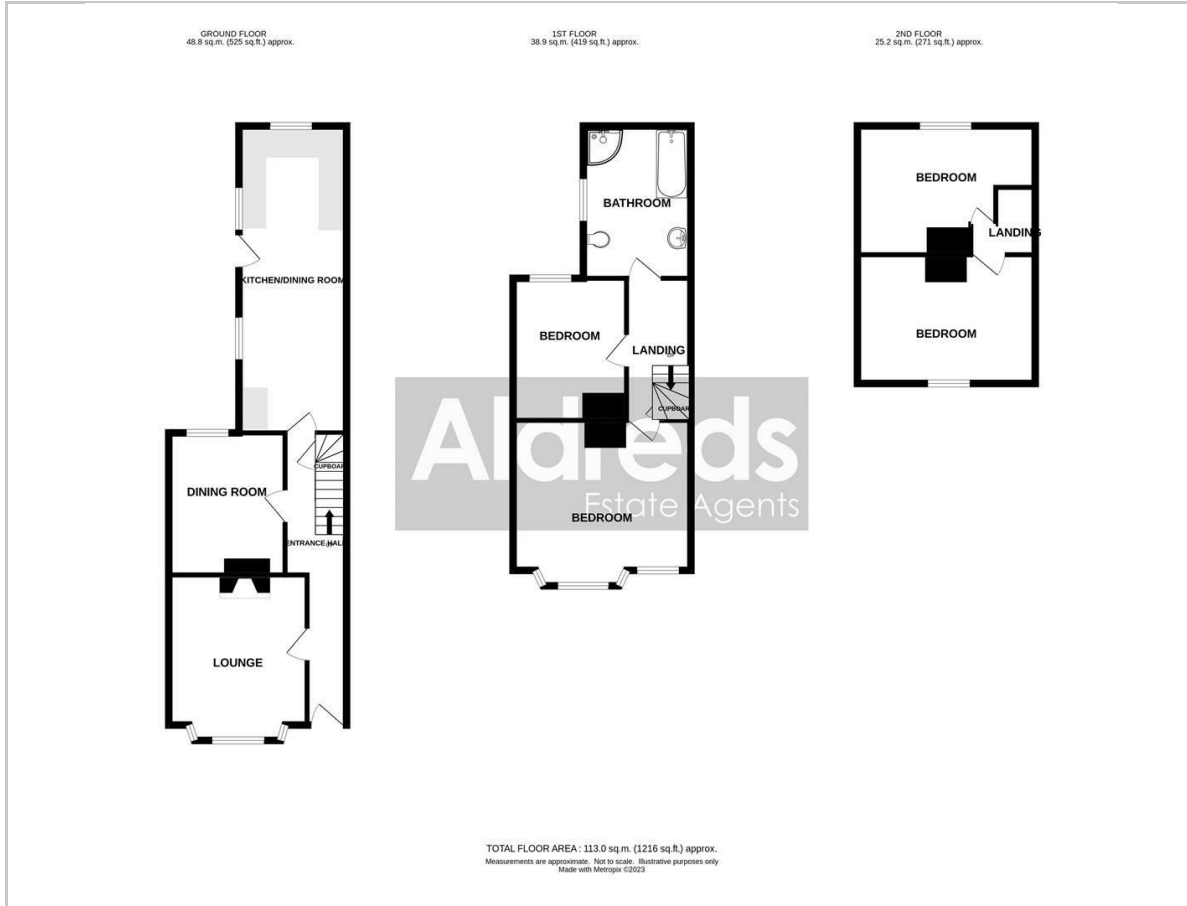 GROUND FLOOR
48.8 sq.m. (525 sq.ft.) approx.
1ST FLOOR
38.9 sq.m. (419 sq.ft.) approx.
2ND FLOOR
25.2 sq.m. (271 sq.ft.) approx.
KITCHEN/DINING ROOM
CUPBOAR
DINING ROOM
ENTRANCE HALL
LOUNGE
BATHROOM
BEDROOM
LANDING
CUPBOAR
BEDROOM
BEDROOM
LANDING
BEDROOM
Aldreds
Estate Agents
TOTAL FLOOR AREA : 113.0 sq.m. (1216 sq.ft.) approx.
Measurements are approximate. Not to scale. Illustrative purposes only
Made with Metropix ©2023